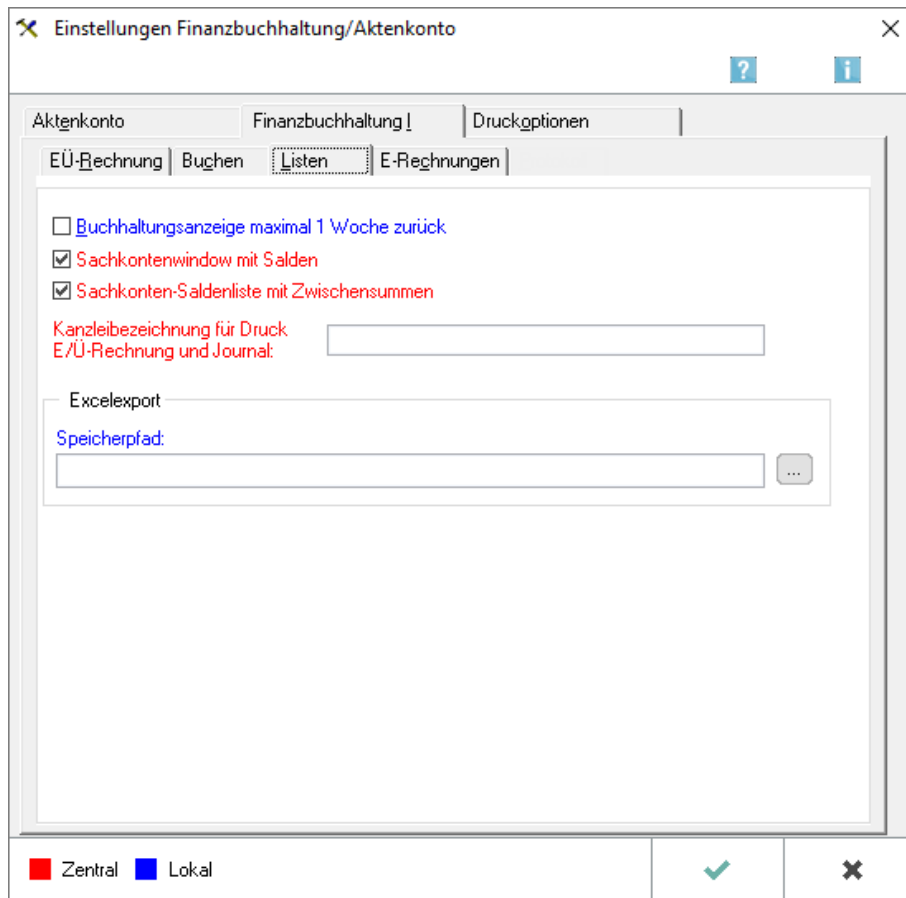 Einstellungen Finanzbuchhaltung/Aktenkonto
?
i
Aktenkonto Finanzbuchhaltung I Druckoptionen
EÜ-Rechnung Buchen Listen E-Rechnungen
Buchhaltungsanzeige maximal 1 Woche zurück
Sachkontenwindow mit Salden
Sachkonten-Saldenliste mit Zwischensummen
Kanzleibezeichnung für Druck
E/Ü-Rechnung und Journal:
Excelexport
Speicherpfad:
...
Zentral Lokal